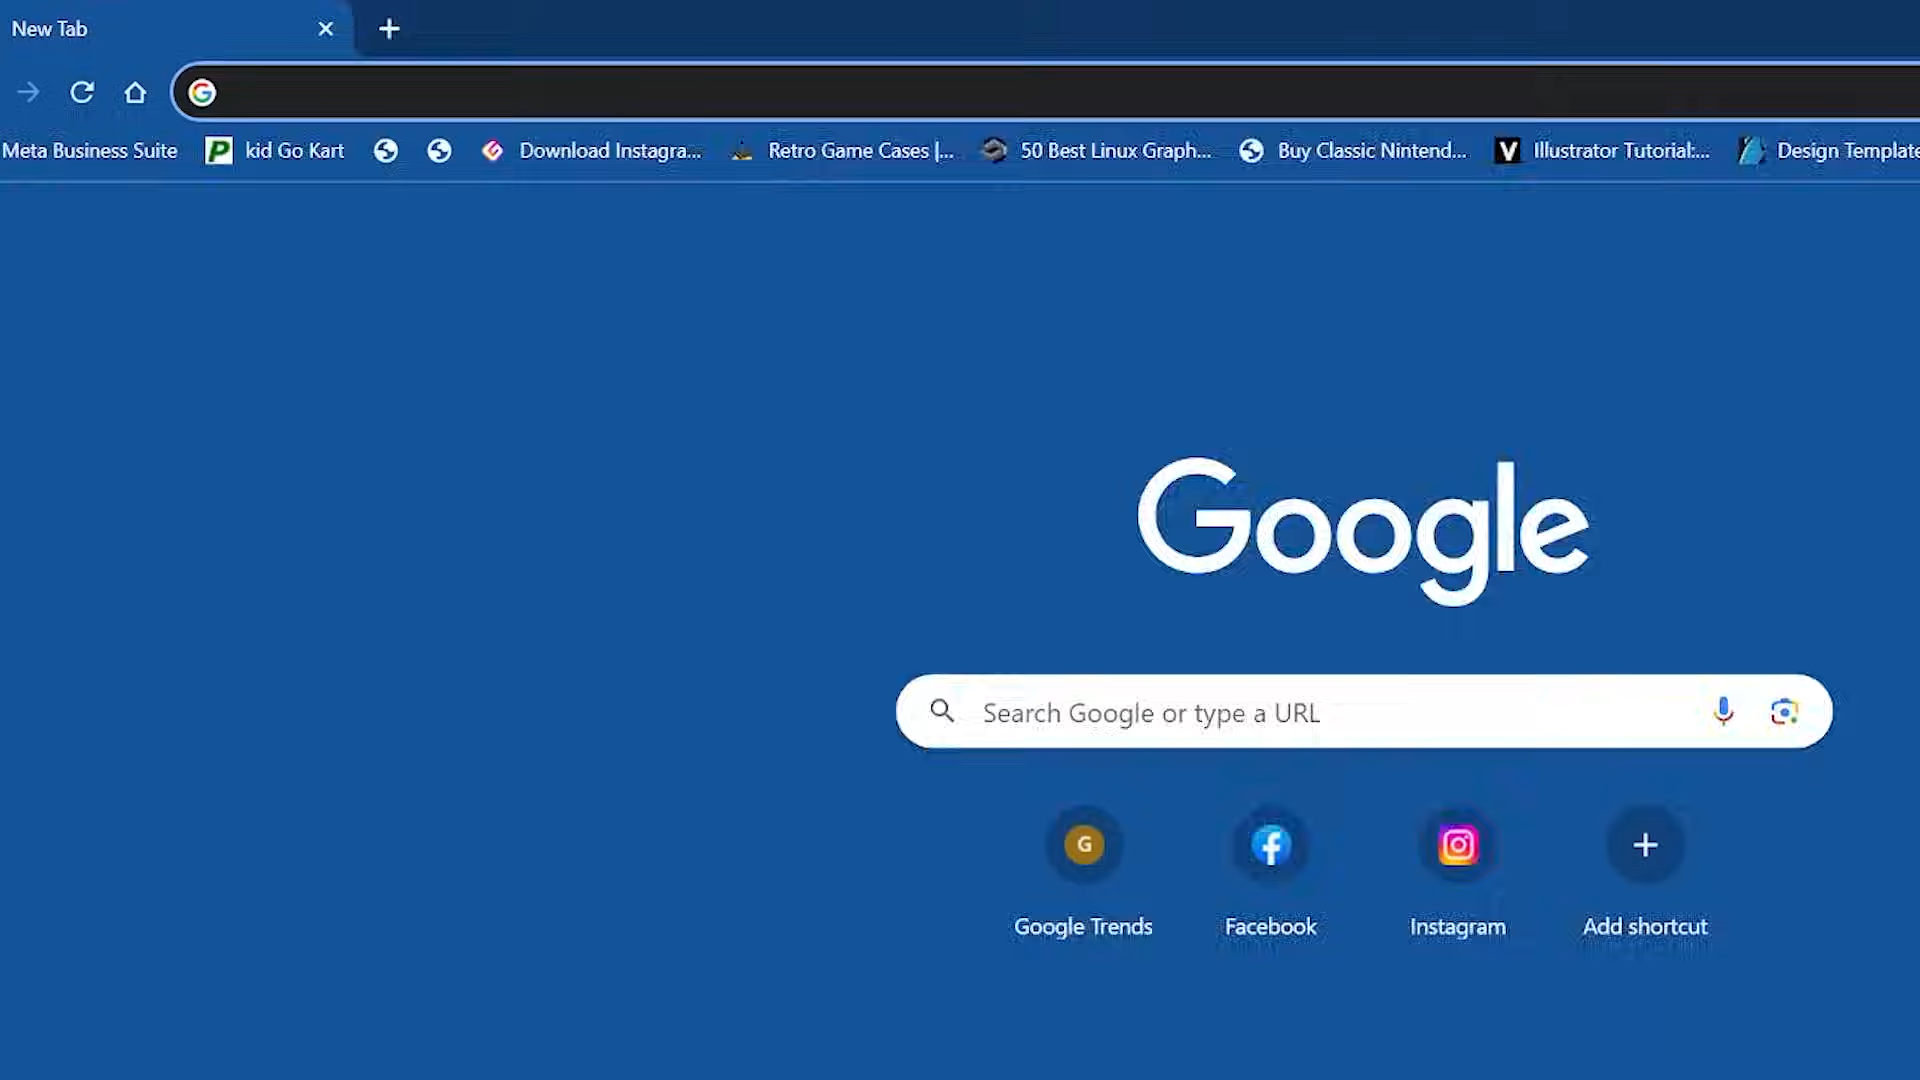 New Tab
Meta Business Suite kid Go Kart Download Instagra... Retro Game Cases |... 50 Best Linux Graph... Buy Classic Nintend... Illustrator Tutorial:... Design Template
Google
Search Google or type a URL
G
Google Trends Facebook Instagram Add shortcut